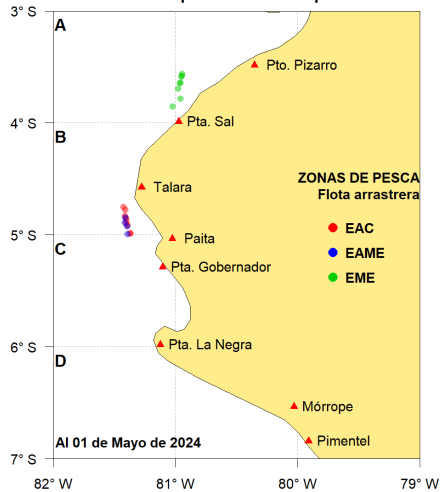 3° S
A
Pto. Pizarro
4° S
Pta. Sal
B
ZONAS DE PESCA
Talara
Flota arrastrera
EAC
5° S
Paita
EAME
C
Pta. Gobernador
EME
6° S
Pta. La Negra
D
Mórrope
Al 01 de Mayo de 2024
Pimentel
7° S
82° W
81° W
80° W
79° W